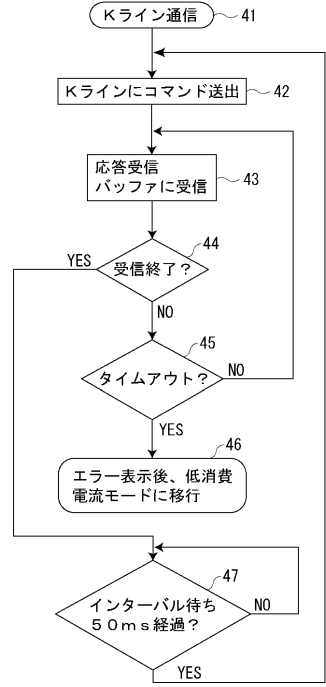 Kライン通信
41
Kラインにコマンド送出
42
応答受信
バッファに受信
43
44
YES
受信終了?
NO
45
タイムアウト?
NO
YES
46
エラー表示後、低消費
電流モードに移行
47
インターバル待ち
50ms経過?
NO
YES